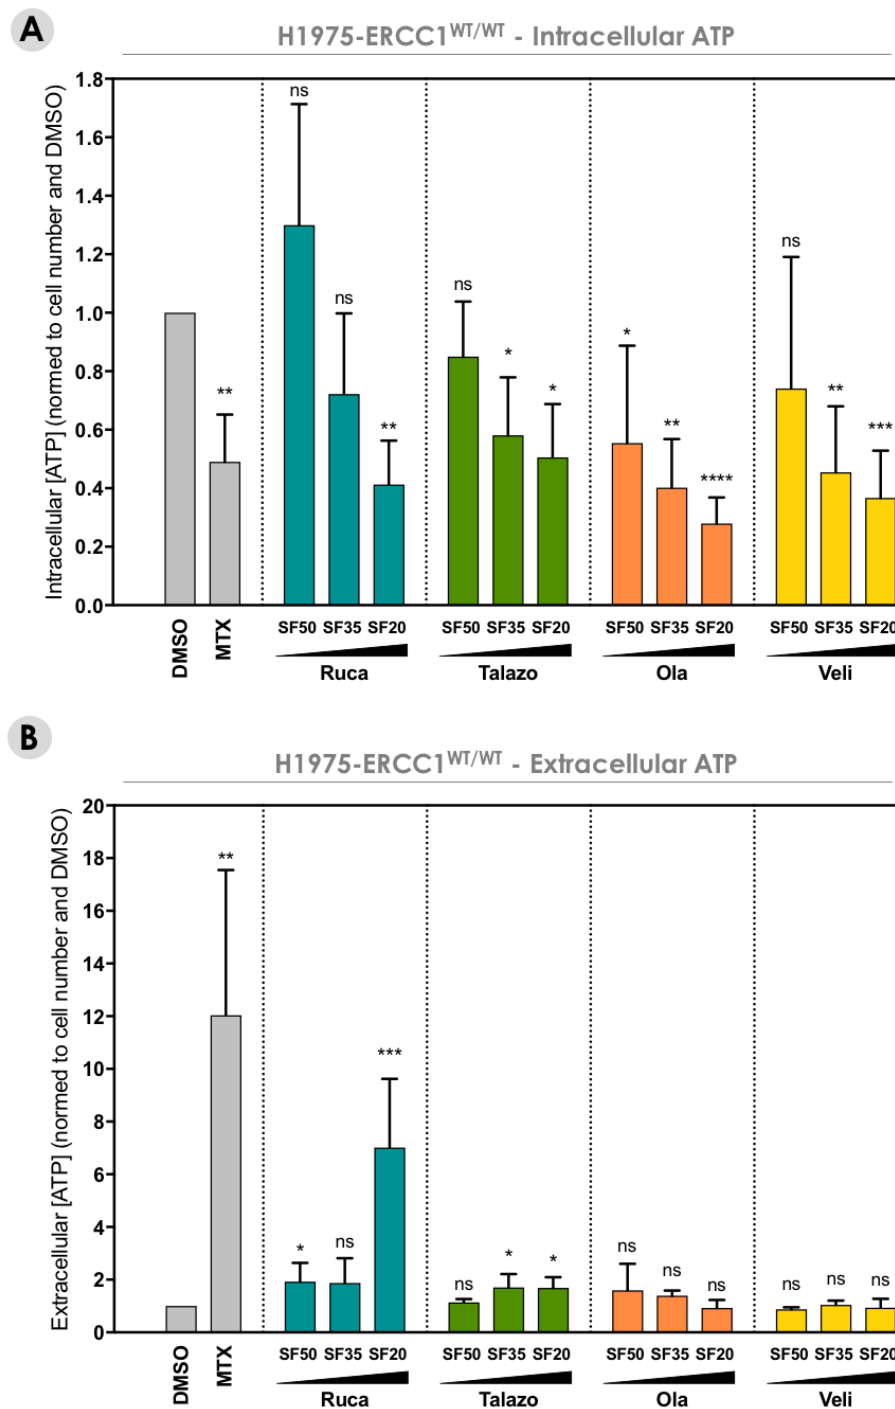 A
H1975-ERCC1WT/WT - Intracellular ATP
Intracellular [ATP] (normed to cell number and DMSO)
1.8
1.6
1.4
1.2
1.0
0.8
0.6
0.4
0.2
0.0
**
ns
ns
**
ns
*
*
*
**
****
ns
**
***
DMSO
MTX
SF50 SF35 SF20
SF50 SF35 SF20
SF50 SF35 SF20
SF50 SF35 SF20
Ruca
Talazo
Ola
Veli
B
H1975-ERCC1WT/WT - Extracellular ATP
Extracellular [ATP] (normed to cell number and DMSO)
20
18
16
14
12
10
8
6
4
2
0
**
*
ns
***
ns
*
*
ns
ns
ns
ns
ns
ns
DMSO
MTX
SF50 SF35 SF20
SF50 SF35 SF20
SF50 SF35 SF20
SF50 SF35 SF20
Ruca
Talazo
Ola
Veli